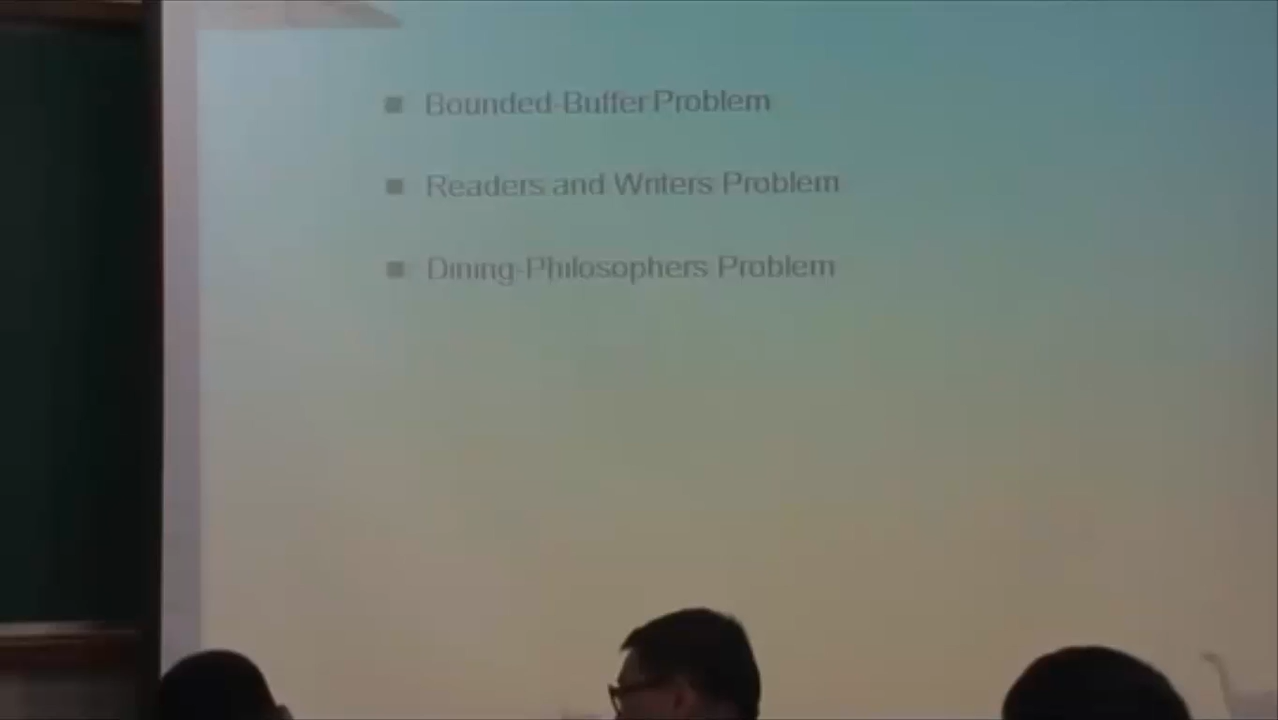 Bounded-Buffer Problem
Readers and Writers Problem
Dining-Philosophers Problem